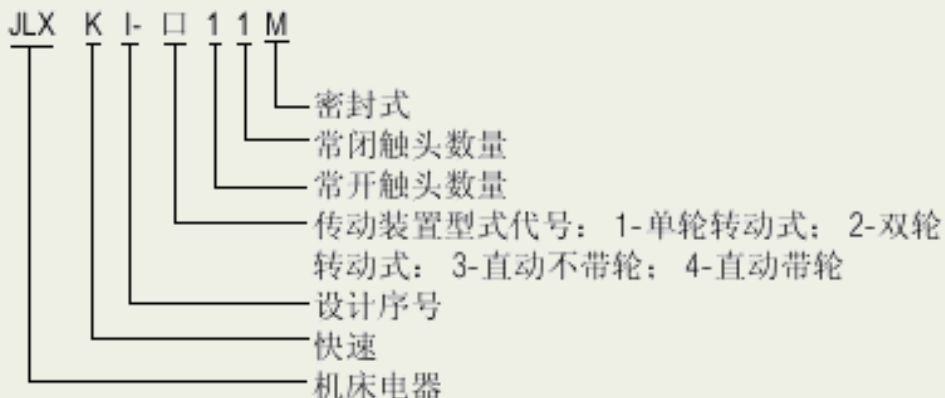 JLX K I- 口 1 1 M
密封式
常闭触头数量
常开触头数量
传动装置型式代号：1-单轮转动式；2-双轮
转动式：3-直动不带轮；4-直动带轮
设计序号
快速
机床电器